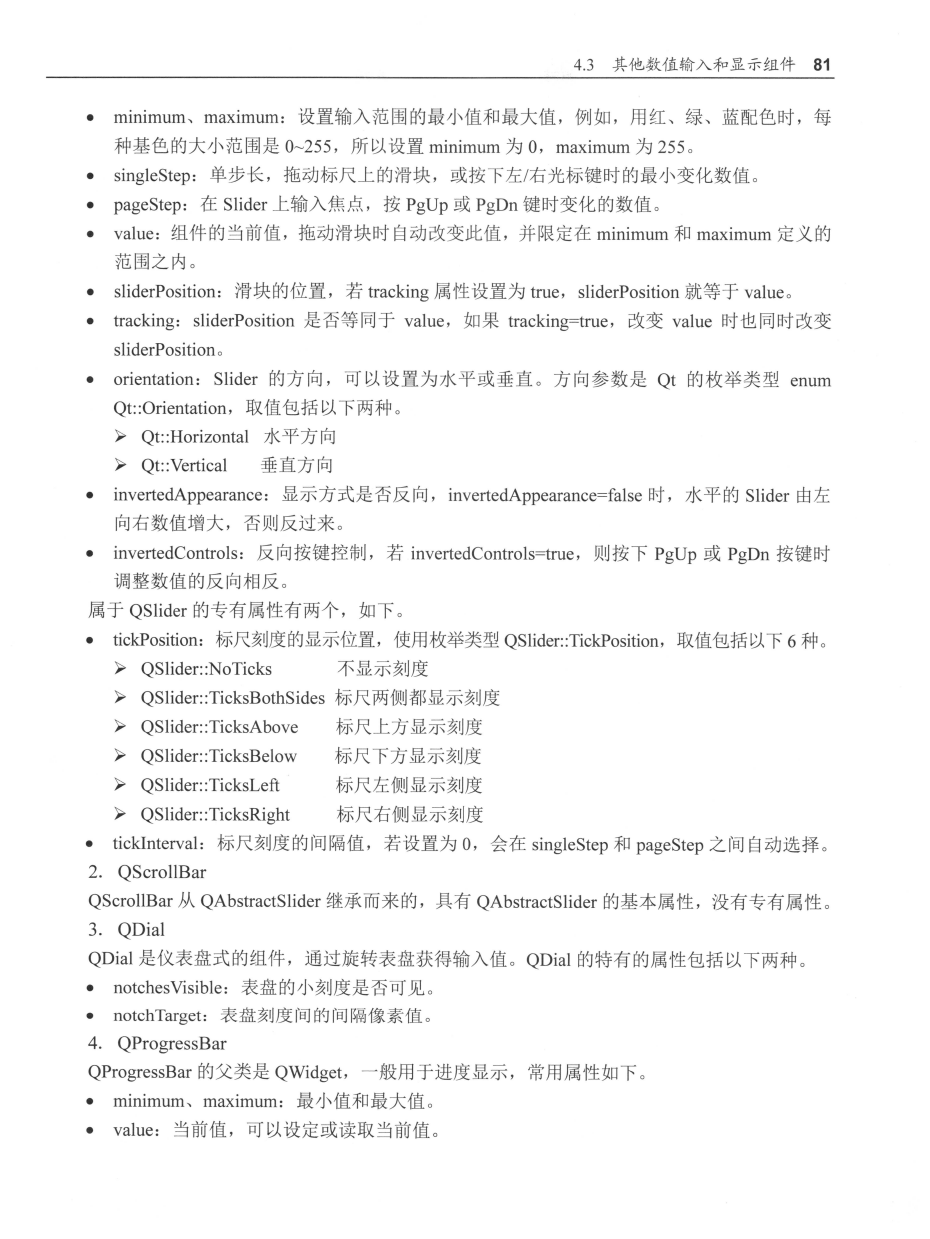 4.3 其他数值输入和显示组件 81
• minimum、maximum：设置输入范围的最小值和最大值，例如，用红、绿、蓝配色时，每
种基色的大小范围是 0~255，所以设置 minimum 为 0，maximum 为 255。
• singleStep：单步长，拖动标尺上的滑块，或按下左/右光标键时的最小变化数值。
• pageStep：在 Slider 上输入焦点，按 PgUp 或 PgDn 键时变化的数值。
• value：组件的当前值，拖动滑块时自动改变此值，并限定在 minimum 和 maximum 定义的
范围之内。
• sliderPosition：滑块的位置，若 tracking 属性设置为 true，sliderPosition 就等于 value。
• tracking：sliderPosition 是否等同于 value，如果 tracking=true，改变 value 时也同时改变
sliderPosition。
• orientation：Slider 的方向，可以设置为水平或垂直。方向参数是 Qt 的枚举类型 enum
Qt::Orientation，取值包括以下两种。
➢ Qt::Horizontal 水平方向
➢ Qt::Vertical 垂直方向
• invertedAppearance：显示方式是否反向，invertedAppearance=false 时，水平的 Slider 由左
向右数值增大，否则反过来。
• invertedControls：反向按键控制，若 invertedControls=true，则按下 PgUp 或 PgDn 按键时
调整数值的反向相反。
属于 QSlider 的专有属性有两个，如下。
• tickPosition：标尺刻度的显示位置，使用枚举类型 QSlider::TickPosition，取值包括以下 6 种。
➢ QSlider::NoTicks 不显示刻度
➢ QSlider::TicksBothSides 标尺两侧都显示刻度
➢ QSlider::TicksAbove 标尺上方显示刻度
➢ QSlider::TicksBelow 标尺下方显示刻度
➢ QSlider::TicksLeft 标尺左侧显示刻度
➢ QSlider::TicksRight 标尺右侧显示刻度
• tickInterval：标尺刻度的间隔值，若设置为 0，会在 singleStep 和 pageStep 之间自动选择。
2．QScrollBar
QScrollBar 从 QAbstractSlider 继承而来的，具有 QAbstractSlider 的基本属性，没有专有属性。
3．QDial
QDial 是仪表盘式的组件，通过旋转表盘获得输入值。QDial 的特有的属性包括以下两种。
• notchesVisible：表盘的小刻度是否可见。
• notchTarget：表盘刻度间的间隔像素值。
4．QProgressBar
QProgressBar 的父类是 QWidget，一般用于进度显示，常用属性如下。
• minimum、maximum：最小值和最大值。
• value：当前值，可以设定或读取当前值。